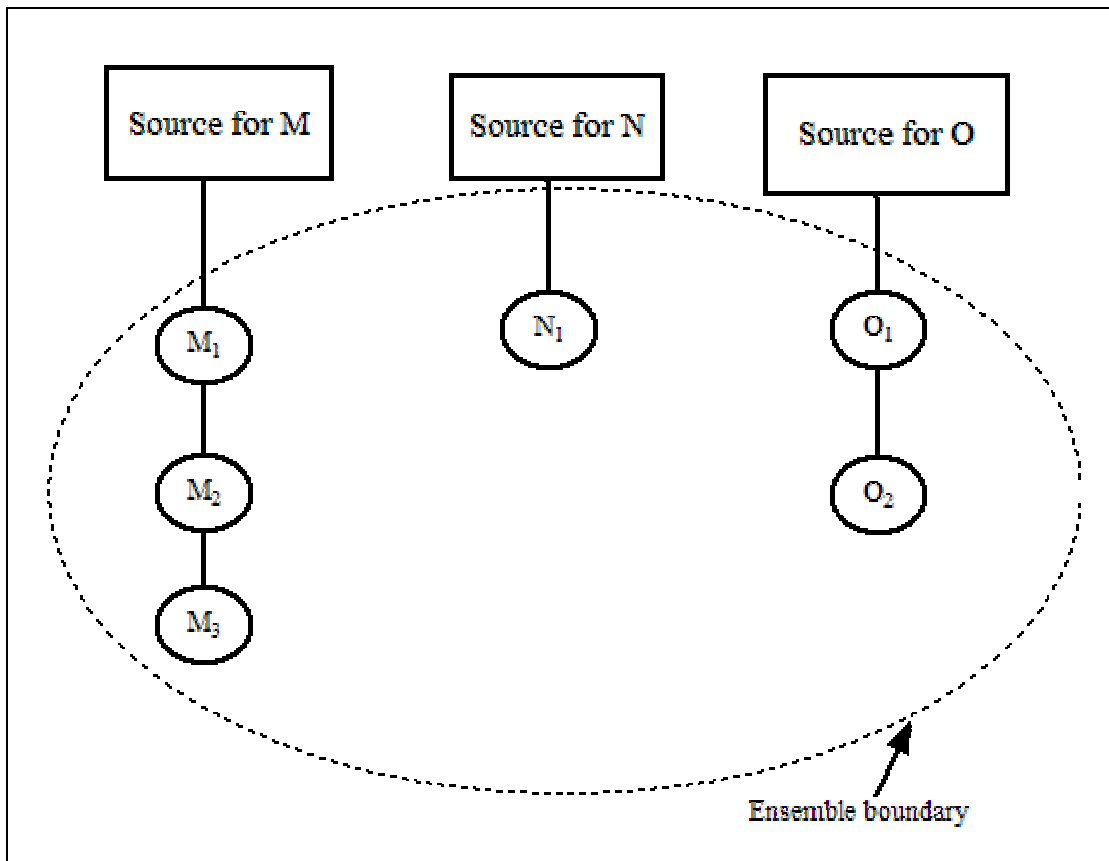 Source for M
Source for N
Source for O
M₁
N₁
O₁
M₂
O₂
M₃
Ensemble boundary